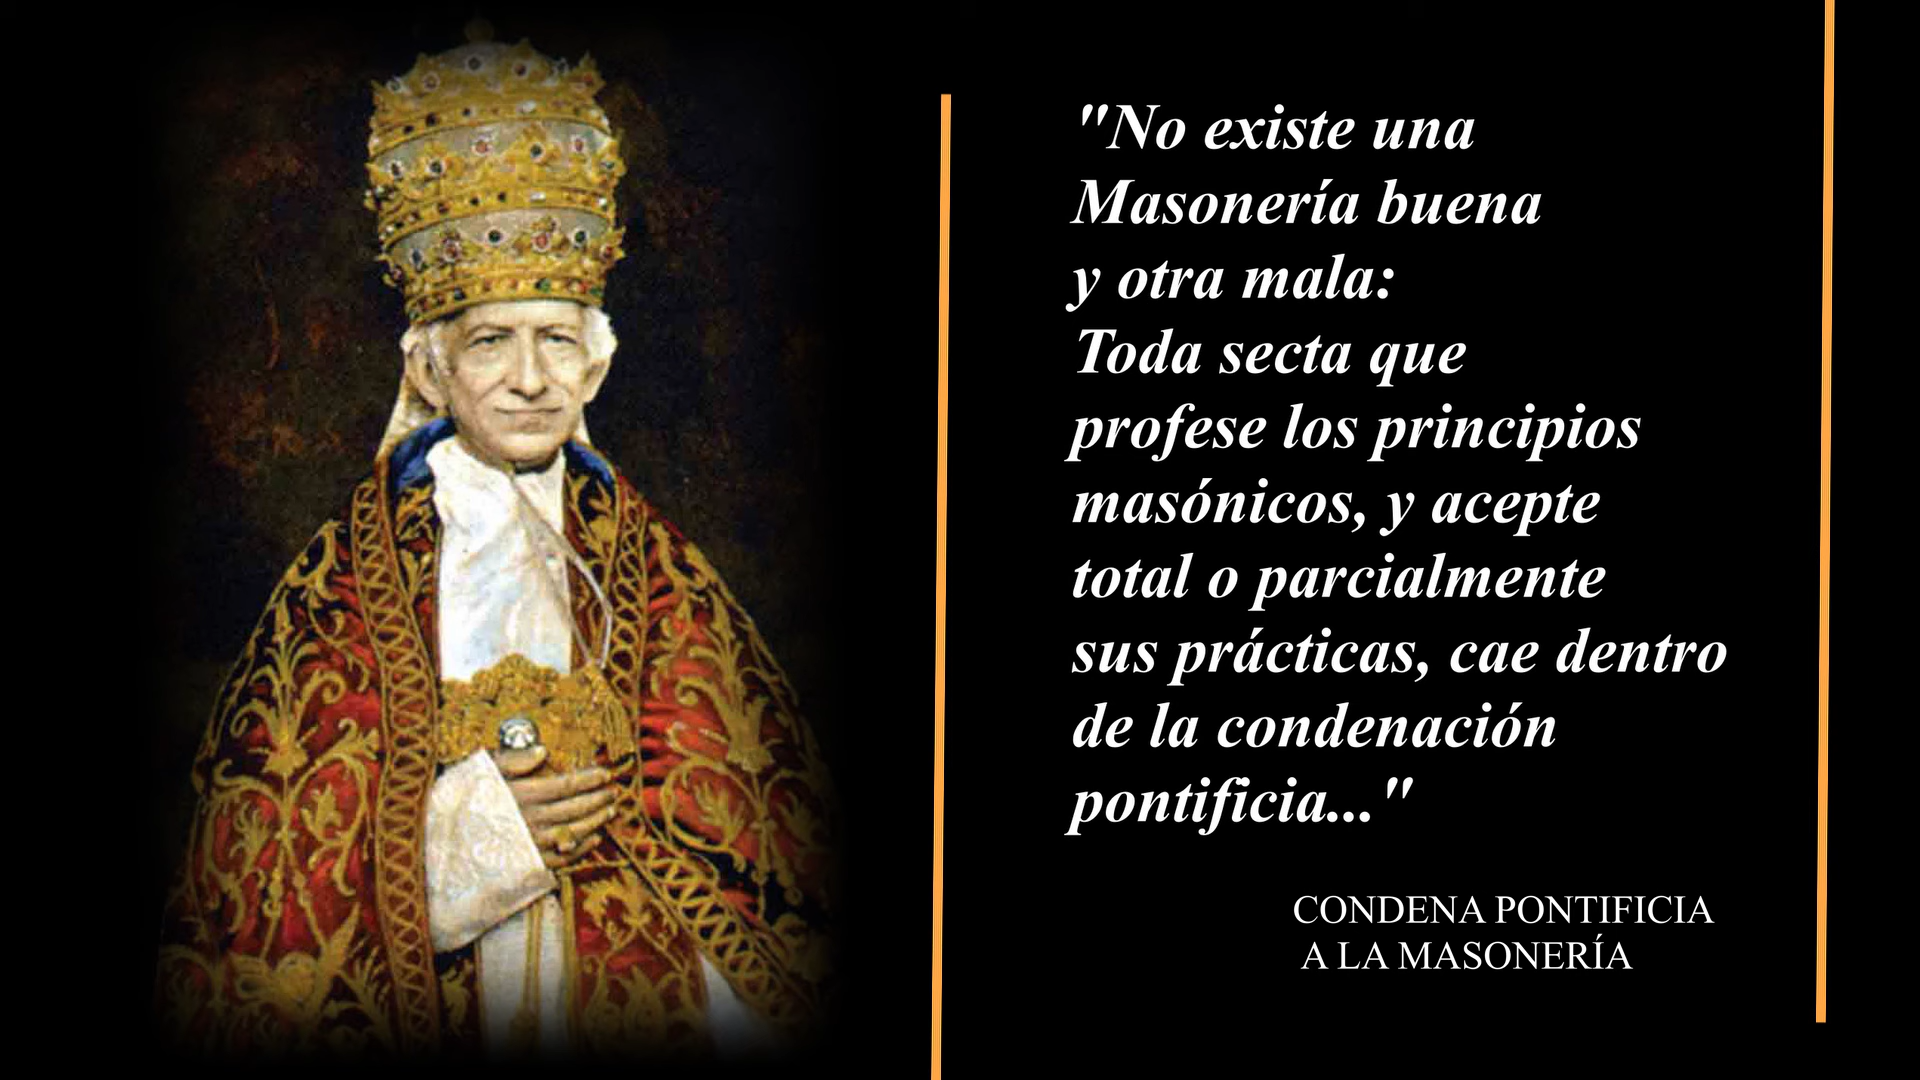 "No existe una
Masonería buena
y otra mala:
Toda secta que
profese los principios
masónicos, y acepte
total o parcialmente
sus prácticas, cae dentro
de la condenación
pontificia..."
CONDENA PONTIFICIA
A LA MASONERÍA